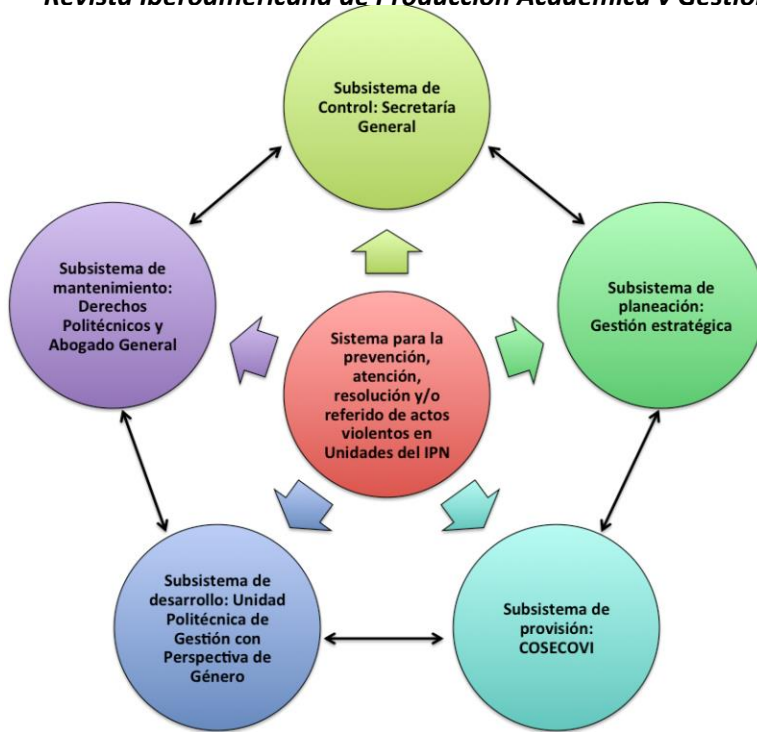 Revista Iberoamericana de Producción Académica y Gestión
Subsistema de
Control: Secretaría
General
Subsistema de
mantenimiento:
Derechos
Politécnicos y
Abogado General
Subsistema de
planeación:
Gestión estratégica
Sistema para la
prevención,
atención,
resolución y/o
referido de actos
violentos en
Unidades del IPN
Subsistema de
desarrollo: Unidad
Politécnica de
Gestión con
Perspectiva de
Género
Subsistema de
provisión:
COSECOVI